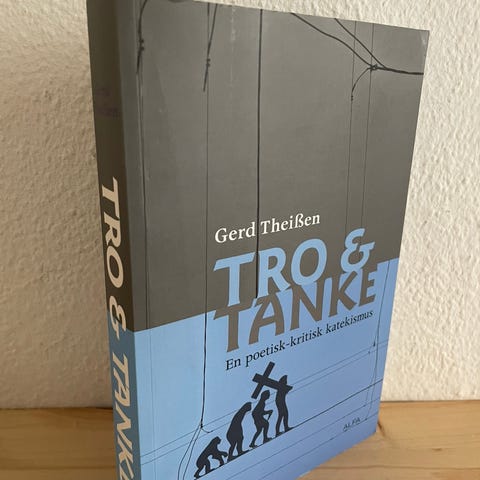 Gerd Theißen
TRO &
TANKE
En poetisk-kritisk katekismus
ALFA
TRO & TANKE